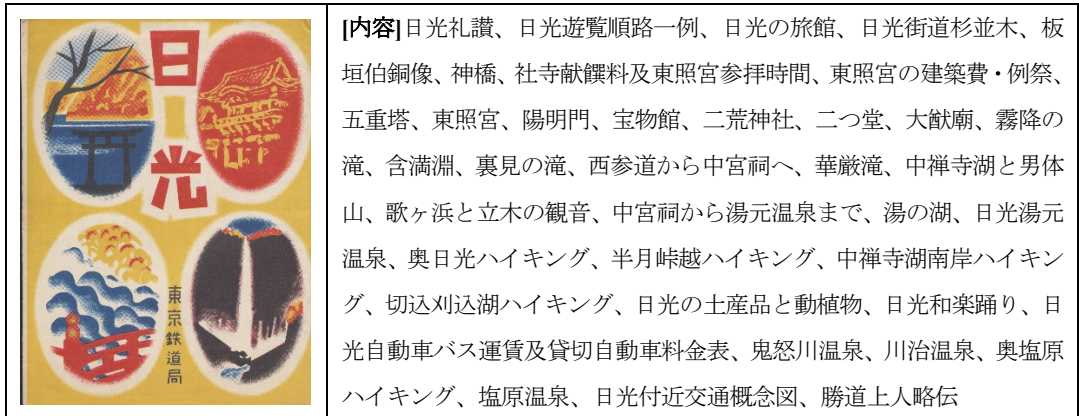 日光
東京鉄道局
[内容]日光礼讃、日光遊覧順路一例、日光の旅館、日光街道杉並木、板
垣伯銅像、神橋、社寺献饌料及東照宮参拝時間、東照宮の建築費・例祭、
五重塔、東照宮、陽明門、宝物館、二荒神社、二つ堂、大猷廟、霧降の
滝、含満淵、裏見の滝、西参道から中宮祠へ、華厳滝、中禅寺湖と男体
山、歌ヶ浜と立木の観音、中宮祠から湯元温泉まで、湯の湖、日光湯元
温泉、奥日光ハイキング、半月峠越ハイキング、中禅寺湖南岸ハイキン
グ、切込刈込湖ハイキング、日光の土産品と動植物、日光和楽踊り、日
光自動車バス運賃及貸切自動車料金表、鬼怒川温泉、川治温泉、奥塩原
ハイキング、塩原温泉、日光付近交通概念図、勝道上人略伝